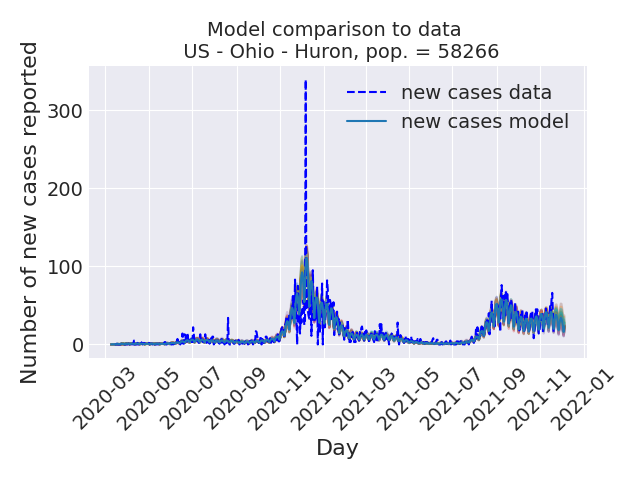 Model comparison to data
US - Ohio - Huron, pop. = 58266
Number of new cases reported
300
200
100
0
new cases data
new cases model
2020-03
2020-05
2020-07
2020-09
2020-11
2021-01
2021-03
2021-05
2021-07
2021-09
2021-11
2022-01
Day